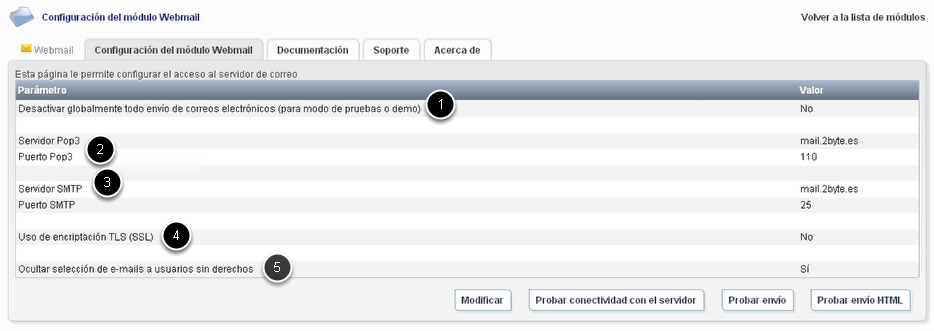 Configuración del módulo Webmail
Volver a la lista de módulos
Webmail
Configuración del módulo Webmail
Documentación
Soporte
Acerca de
Esta página le permite configurar el acceso al servidor de correo
Parámetro Valor
Desactivar globalmente todo envío de correos electrónicos (para modo de pruebas o demo) 1 No
Servidor Pop3 mail.2byte.es
2
Puerto Pop3 110
3
Servidor SMTP mail.2byte.es
Puerto SMTP 25
Uso de encriptación TLS (SSL) 4 No
Ocultar selección de e-mails a usuarios sin derechos 5 Sí
Modificar
Probar conectividad con el servidor
Probar envío
Probar envío HTML